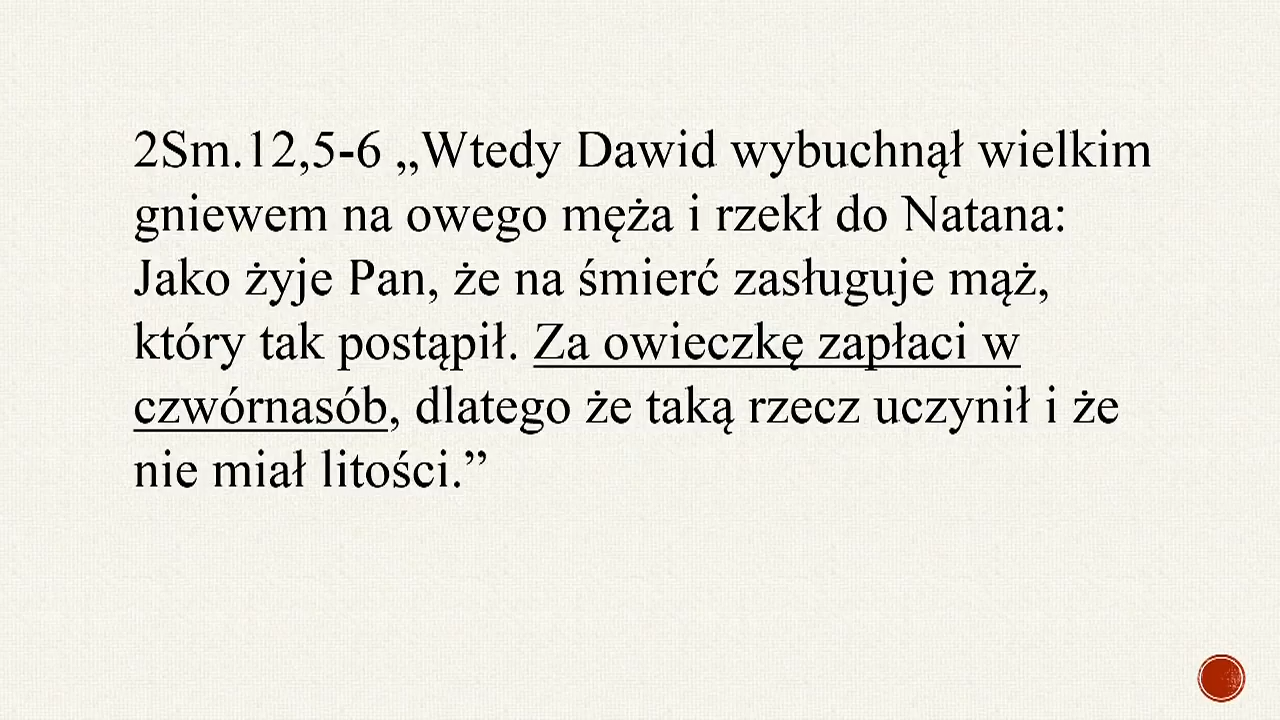 2Sm.12,5-6 „Wtedy Dawid wybuchnął wielkim
gniewem na owego męża i rzekł do Natana:
Jako żyje Pan, że na śmierć zasługuje mąż,
który tak postąpił. Za owieczkę zapłaci w
czwórnasób, dlatego że taką rzecz uczynił i że
nie miał litości.”